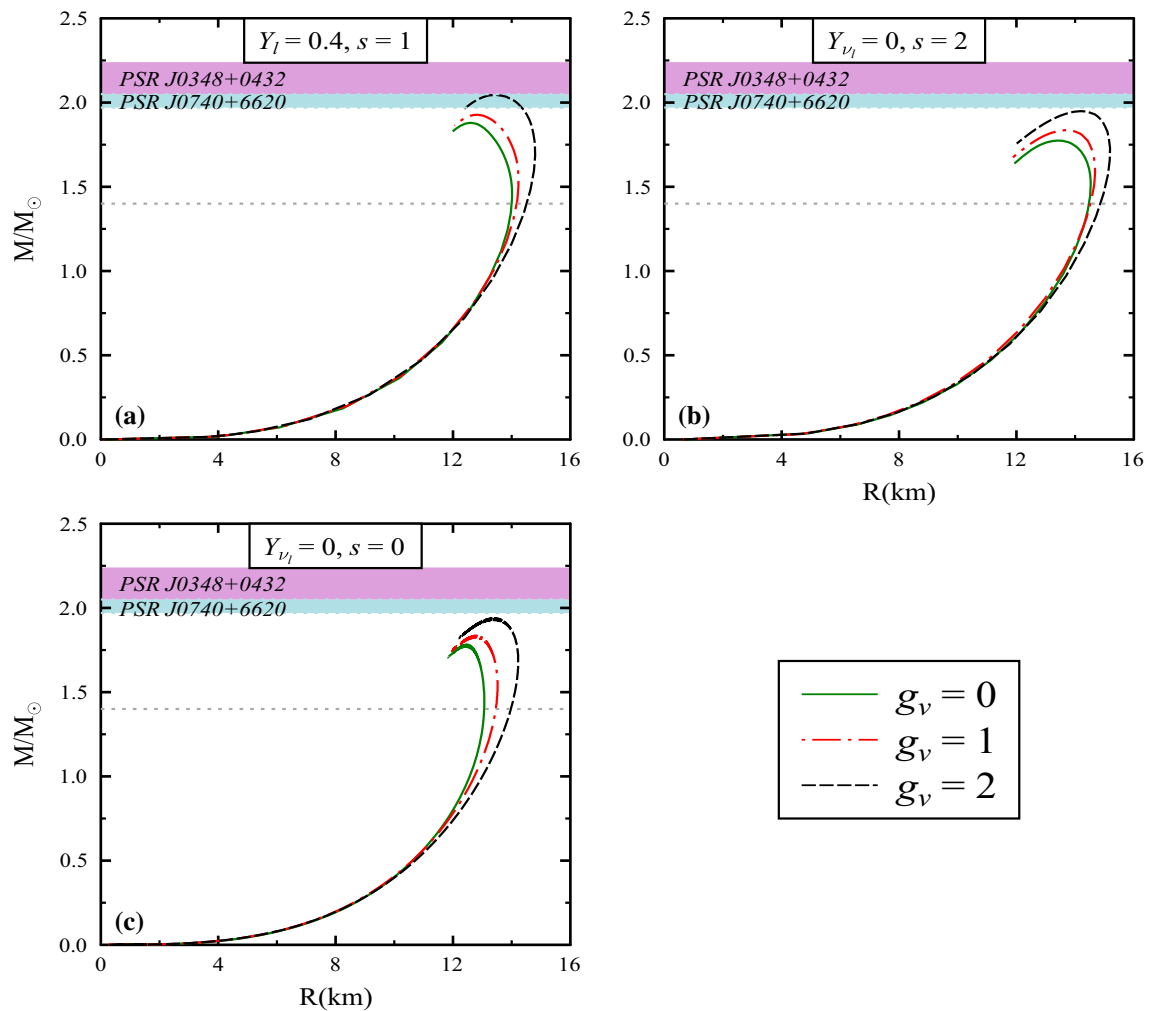 2.5
2.0
1.5
1.0
0.5
0.0
M/M☉
Y_l = 0.4, s = 1
PSR J0348+0432
PSR J0740+6620
(a)
0 4 8 12 16
2.5
2.0
1.5
1.0
0.5
0.0
Y_{ν_l} = 0, s = 2
PSR J0348+0432
PSR J0740+6620
(b)
0 4 8 12 16
R(km)
2.5
2.0
1.5
1.0
0.5
0.0
M/M☉
Y_{ν_l} = 0, s = 0
PSR J0348+0432
PSR J0740+6620
(c)
0 4 8 12 16
R(km)
g_v = 0
g_v = 1
g_v = 2